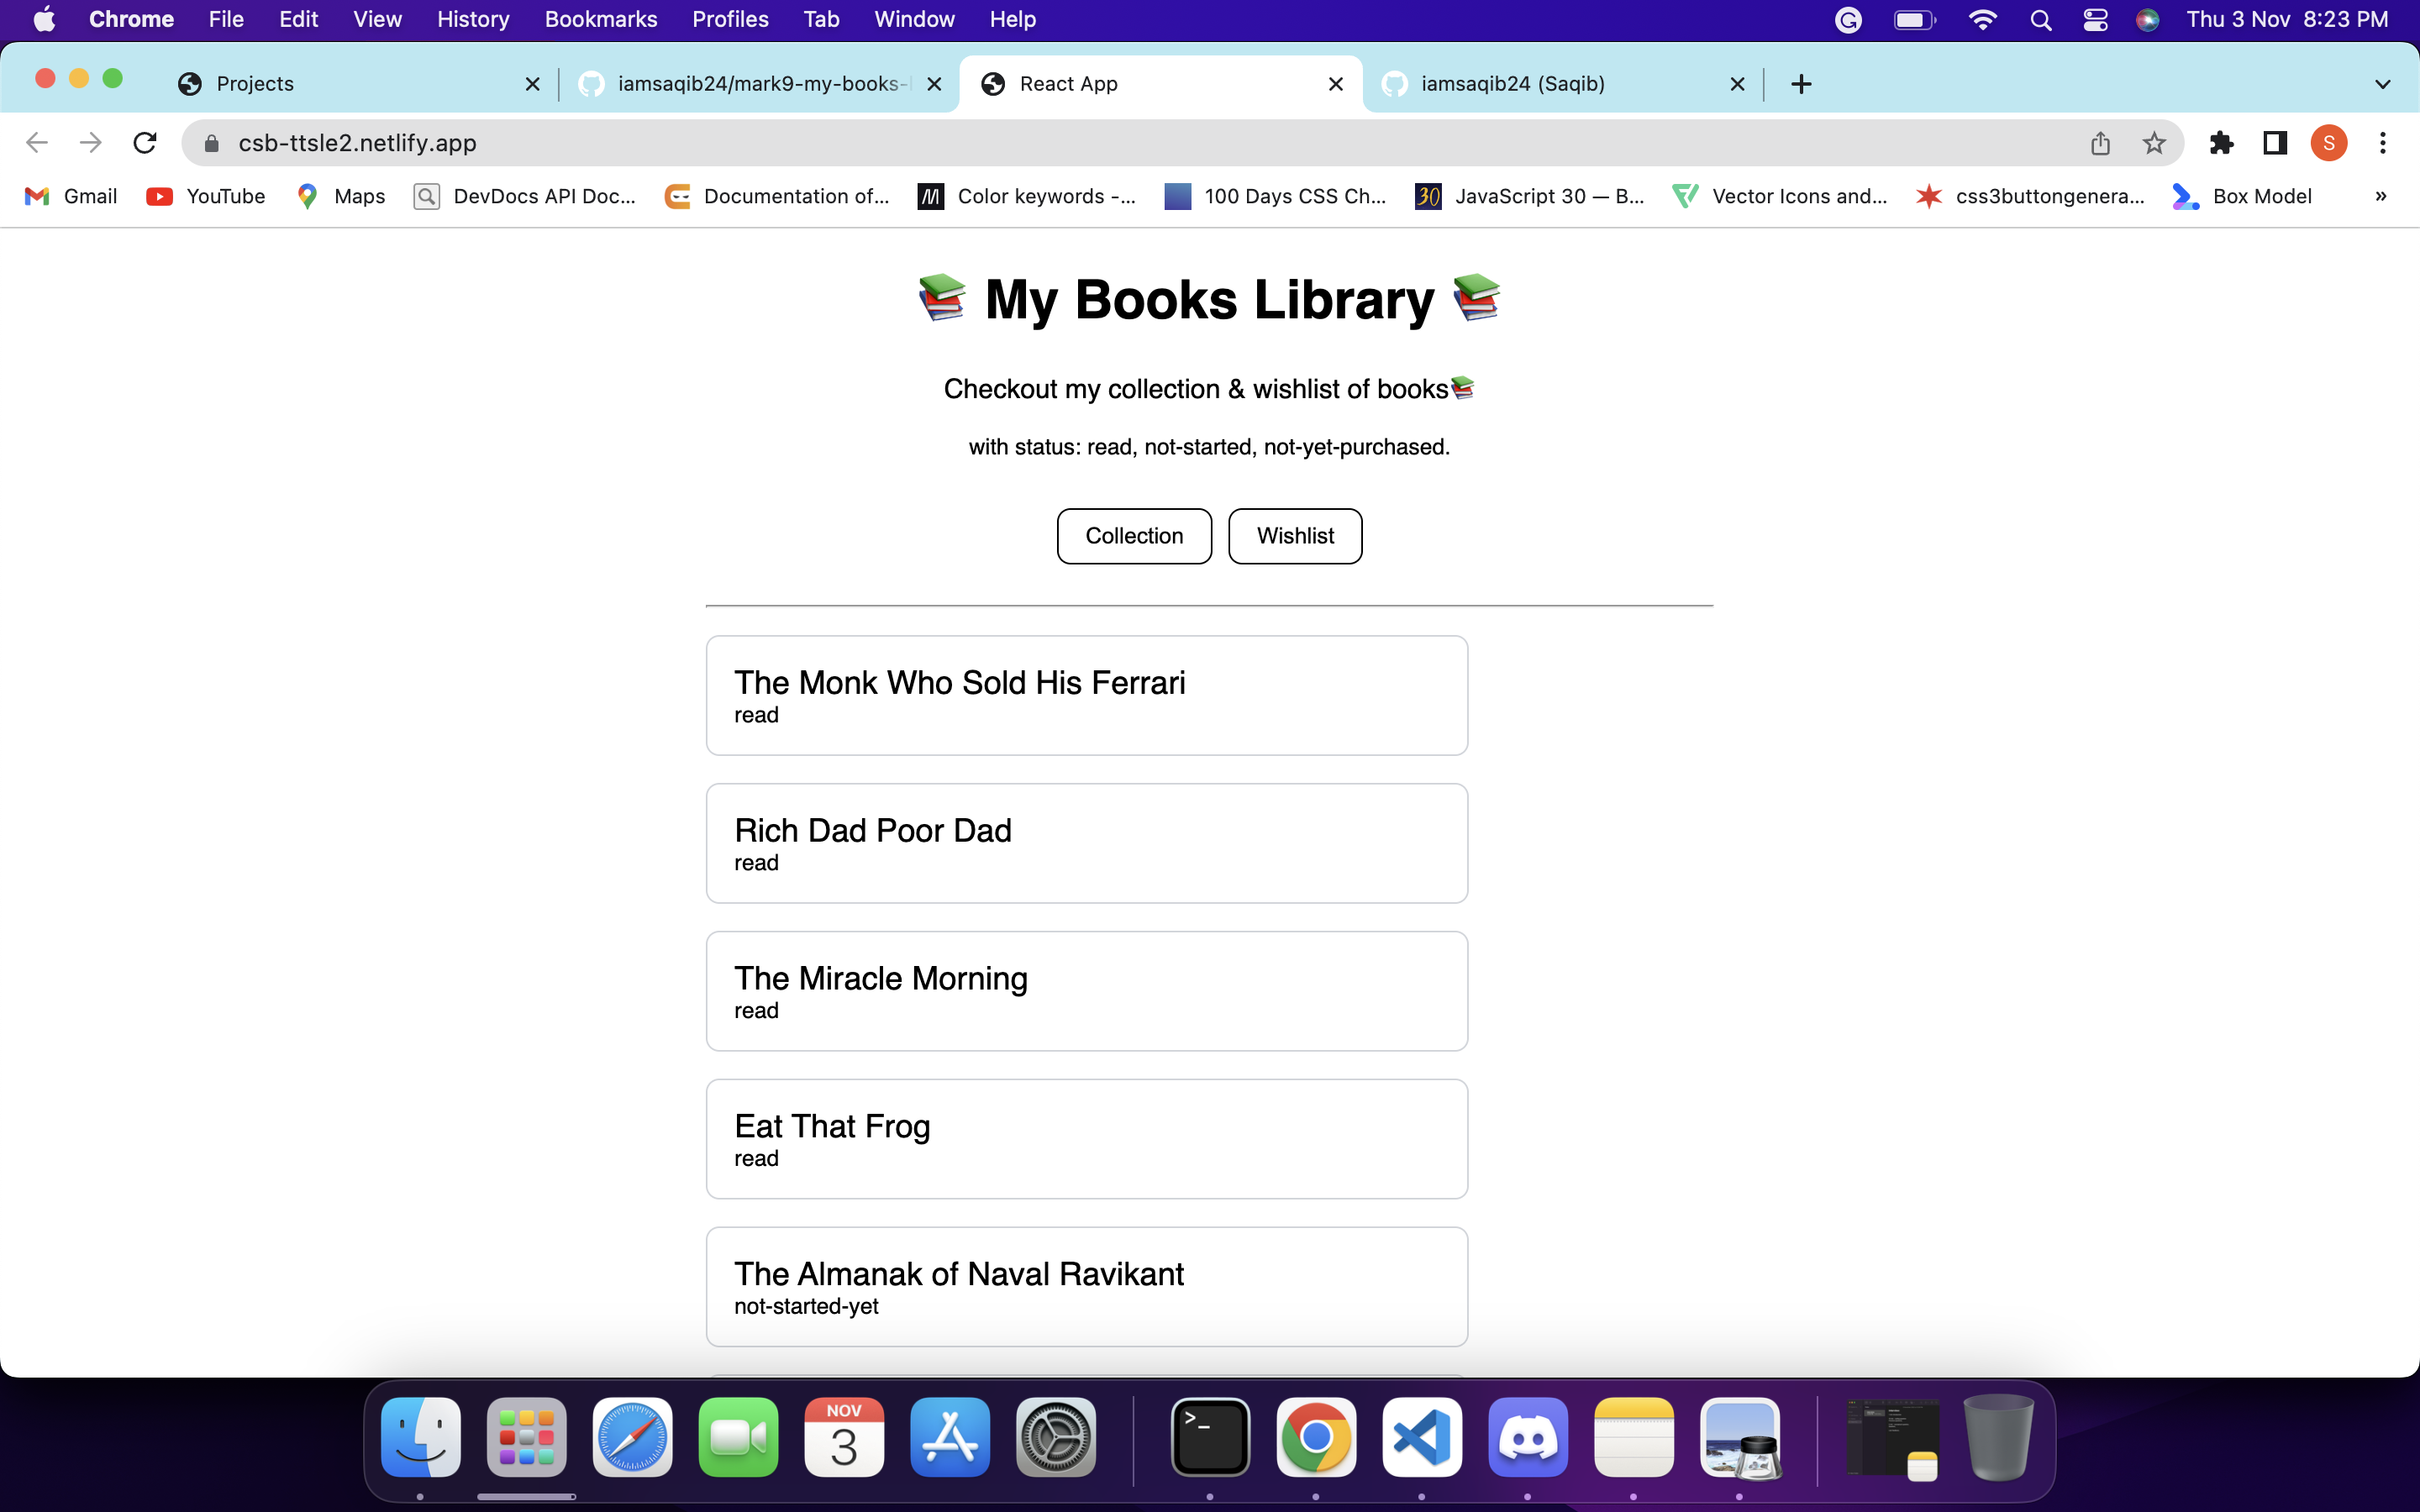 Chrome File Edit View History Bookmarks Profiles Tab Window Help Thu 3 Nov 8:23 PM
Projects iamsaqib24/mark9-my-books- React App iamsaqib24 (Saqib)
csb-ttsle2.netlify.app S
Gmail YouTube Maps DevDocs API Doc... Documentation of... M Color keywords -... 100 Days CSS Ch... 30 JavaScript 30 — B... Vector Icons and... css3buttongenera... Box Model »
My Books Library
Checkout my collection & wishlist of books
with status: read, not-started, not-yet-purchased.
Collection Wishlist
The Monk Who Sold His Ferrari
read
Rich Dad Poor Dad
read
The Miracle Morning
read
Eat That Frog
read
The Almanak of Naval Ravikant
not-started-yet
NOV
3
>_